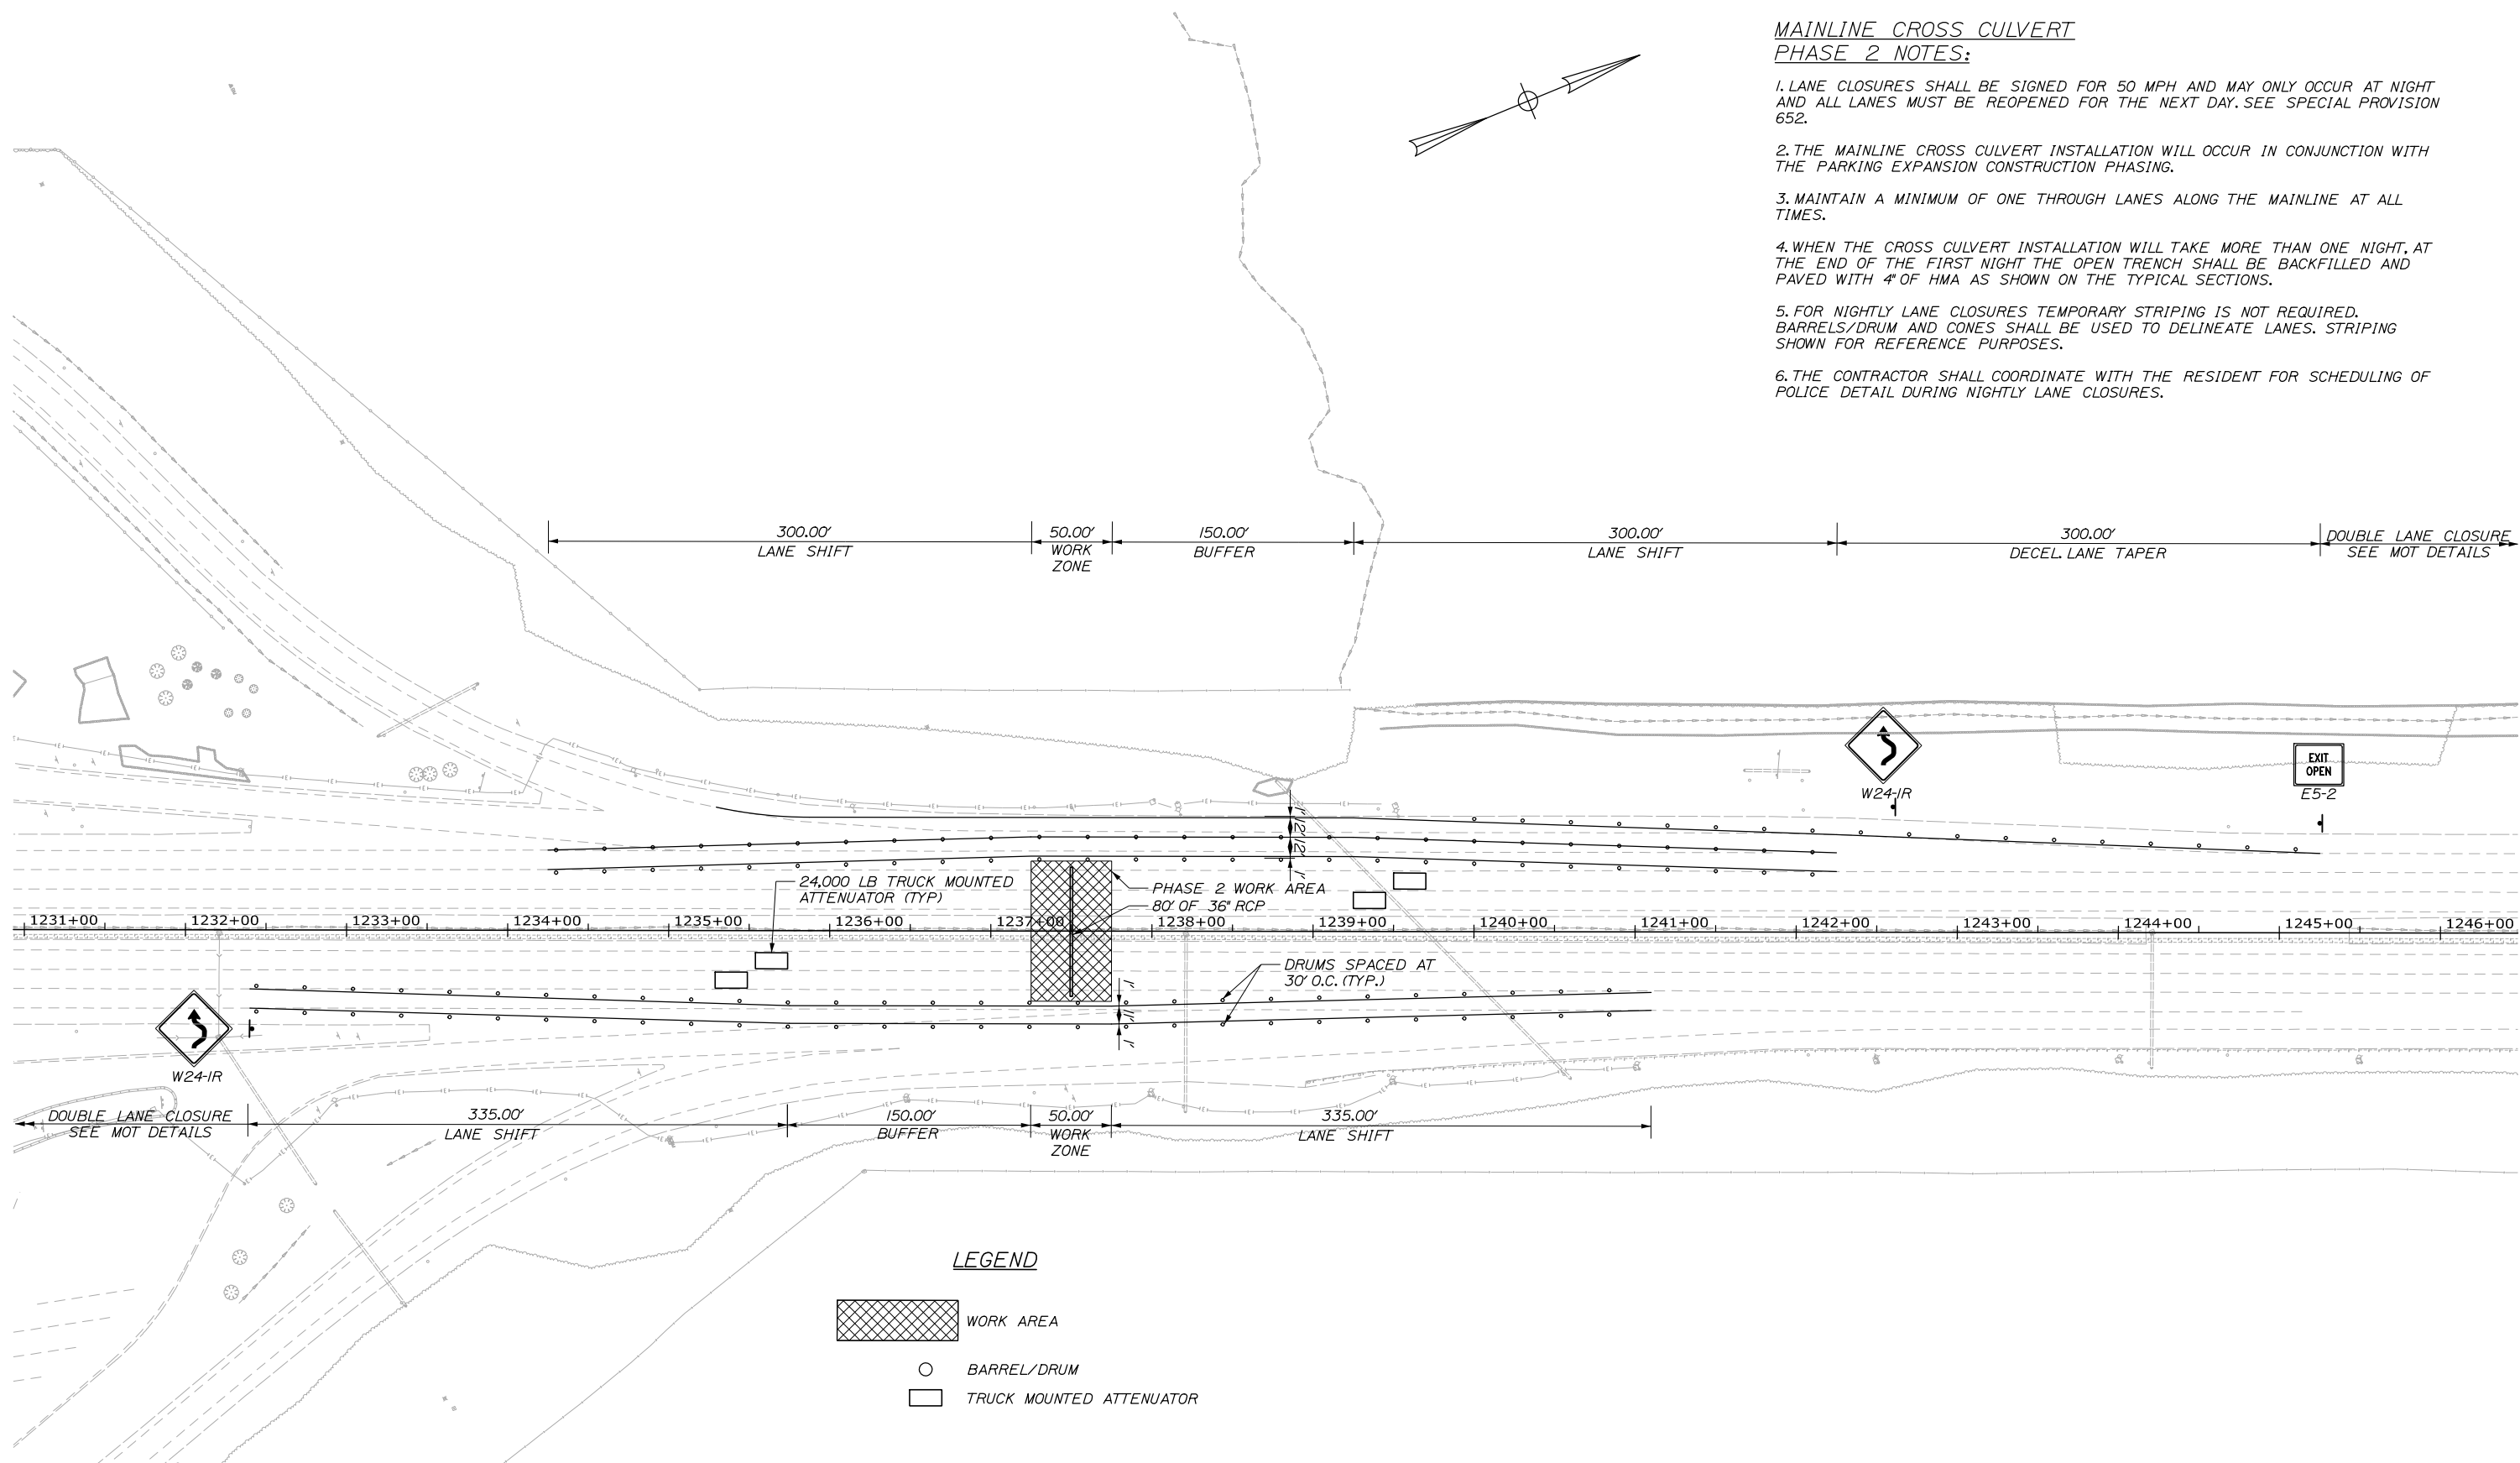 MAINLINE CROSS CULVERT
PHASE 2 NOTES:
1. LANE CLOSURES SHALL BE SIGNED FOR 50 MPH AND MAY ONLY OCCUR AT NIGHT
AND ALL LANES MUST BE REOPENED FOR THE NEXT DAY. SEE SPECIAL PROVISION
652.
2. THE MAINLINE CROSS CULVERT INSTALLATION WILL OCCUR IN CONJUNCTION WITH
THE PARKING EXPANSION CONSTRUCTION PHASING.
3. MAINTAIN A MINIMUM OF ONE THROUGH LANES ALONG THE MAINLINE AT ALL
TIMES.
4. WHEN THE CROSS CULVERT INSTALLATION WILL TAKE MORE THAN ONE NIGHT, AT
THE END OF THE FIRST NIGHT THE OPEN TRENCH SHALL BE BACKFILLED AND
PAVED WITH 4" OF HMA AS SHOWN ON THE TYPICAL SECTIONS.
5. FOR NIGHTLY LANE CLOSURES TEMPORARY STRIPING IS NOT REQUIRED.
BARRELS/DRUM AND CONES SHALL BE USED TO DELINEATE LANES. STRIPING
SHOWN FOR REFERENCE PURPOSES.
6. THE CONTRACTOR SHALL COORDINATE WITH THE RESIDENT FOR SCHEDULING OF
POLICE DETAIL DURING NIGHTLY LANE CLOSURES.
300.00'
LANE SHIFT
50.00'
WORK
ZONE
150.00'
BUFFER
300.00'
LANE SHIFT
300.00'
DECEL. LANE TAPER
DOUBLE LANE CLOSURE
SEE MOT DETAILS
W24-1R
EXIT
OPEN
E5-2
1'
12'
12'
1'
24,000 LB TRUCK MOUNTED
ATTENUATOR (TYP)
PHASE 2 WORK AREA
80' OF 36" RCP
1231+00
1232+00
1233+00
1234+00
1235+00
1236+00
1237+00
1238+00
1239+00
1240+00
1241+00
1242+00
1243+00
1244+00
1245+00
1246+00
DRUMS SPACED AT
30' O.C. (TYP.)
1'
11'
1'
W24-1R
DOUBLE LANE CLOSURE
SEE MOT DETAILS
335.00'
LANE SHIFT
150.00'
BUFFER
50.00'
WORK
ZONE
335.00'
LANE SHIFT
LEGEND
WORK AREA
BARREL/DRUM
TRUCK MOUNTED ATTENUATOR